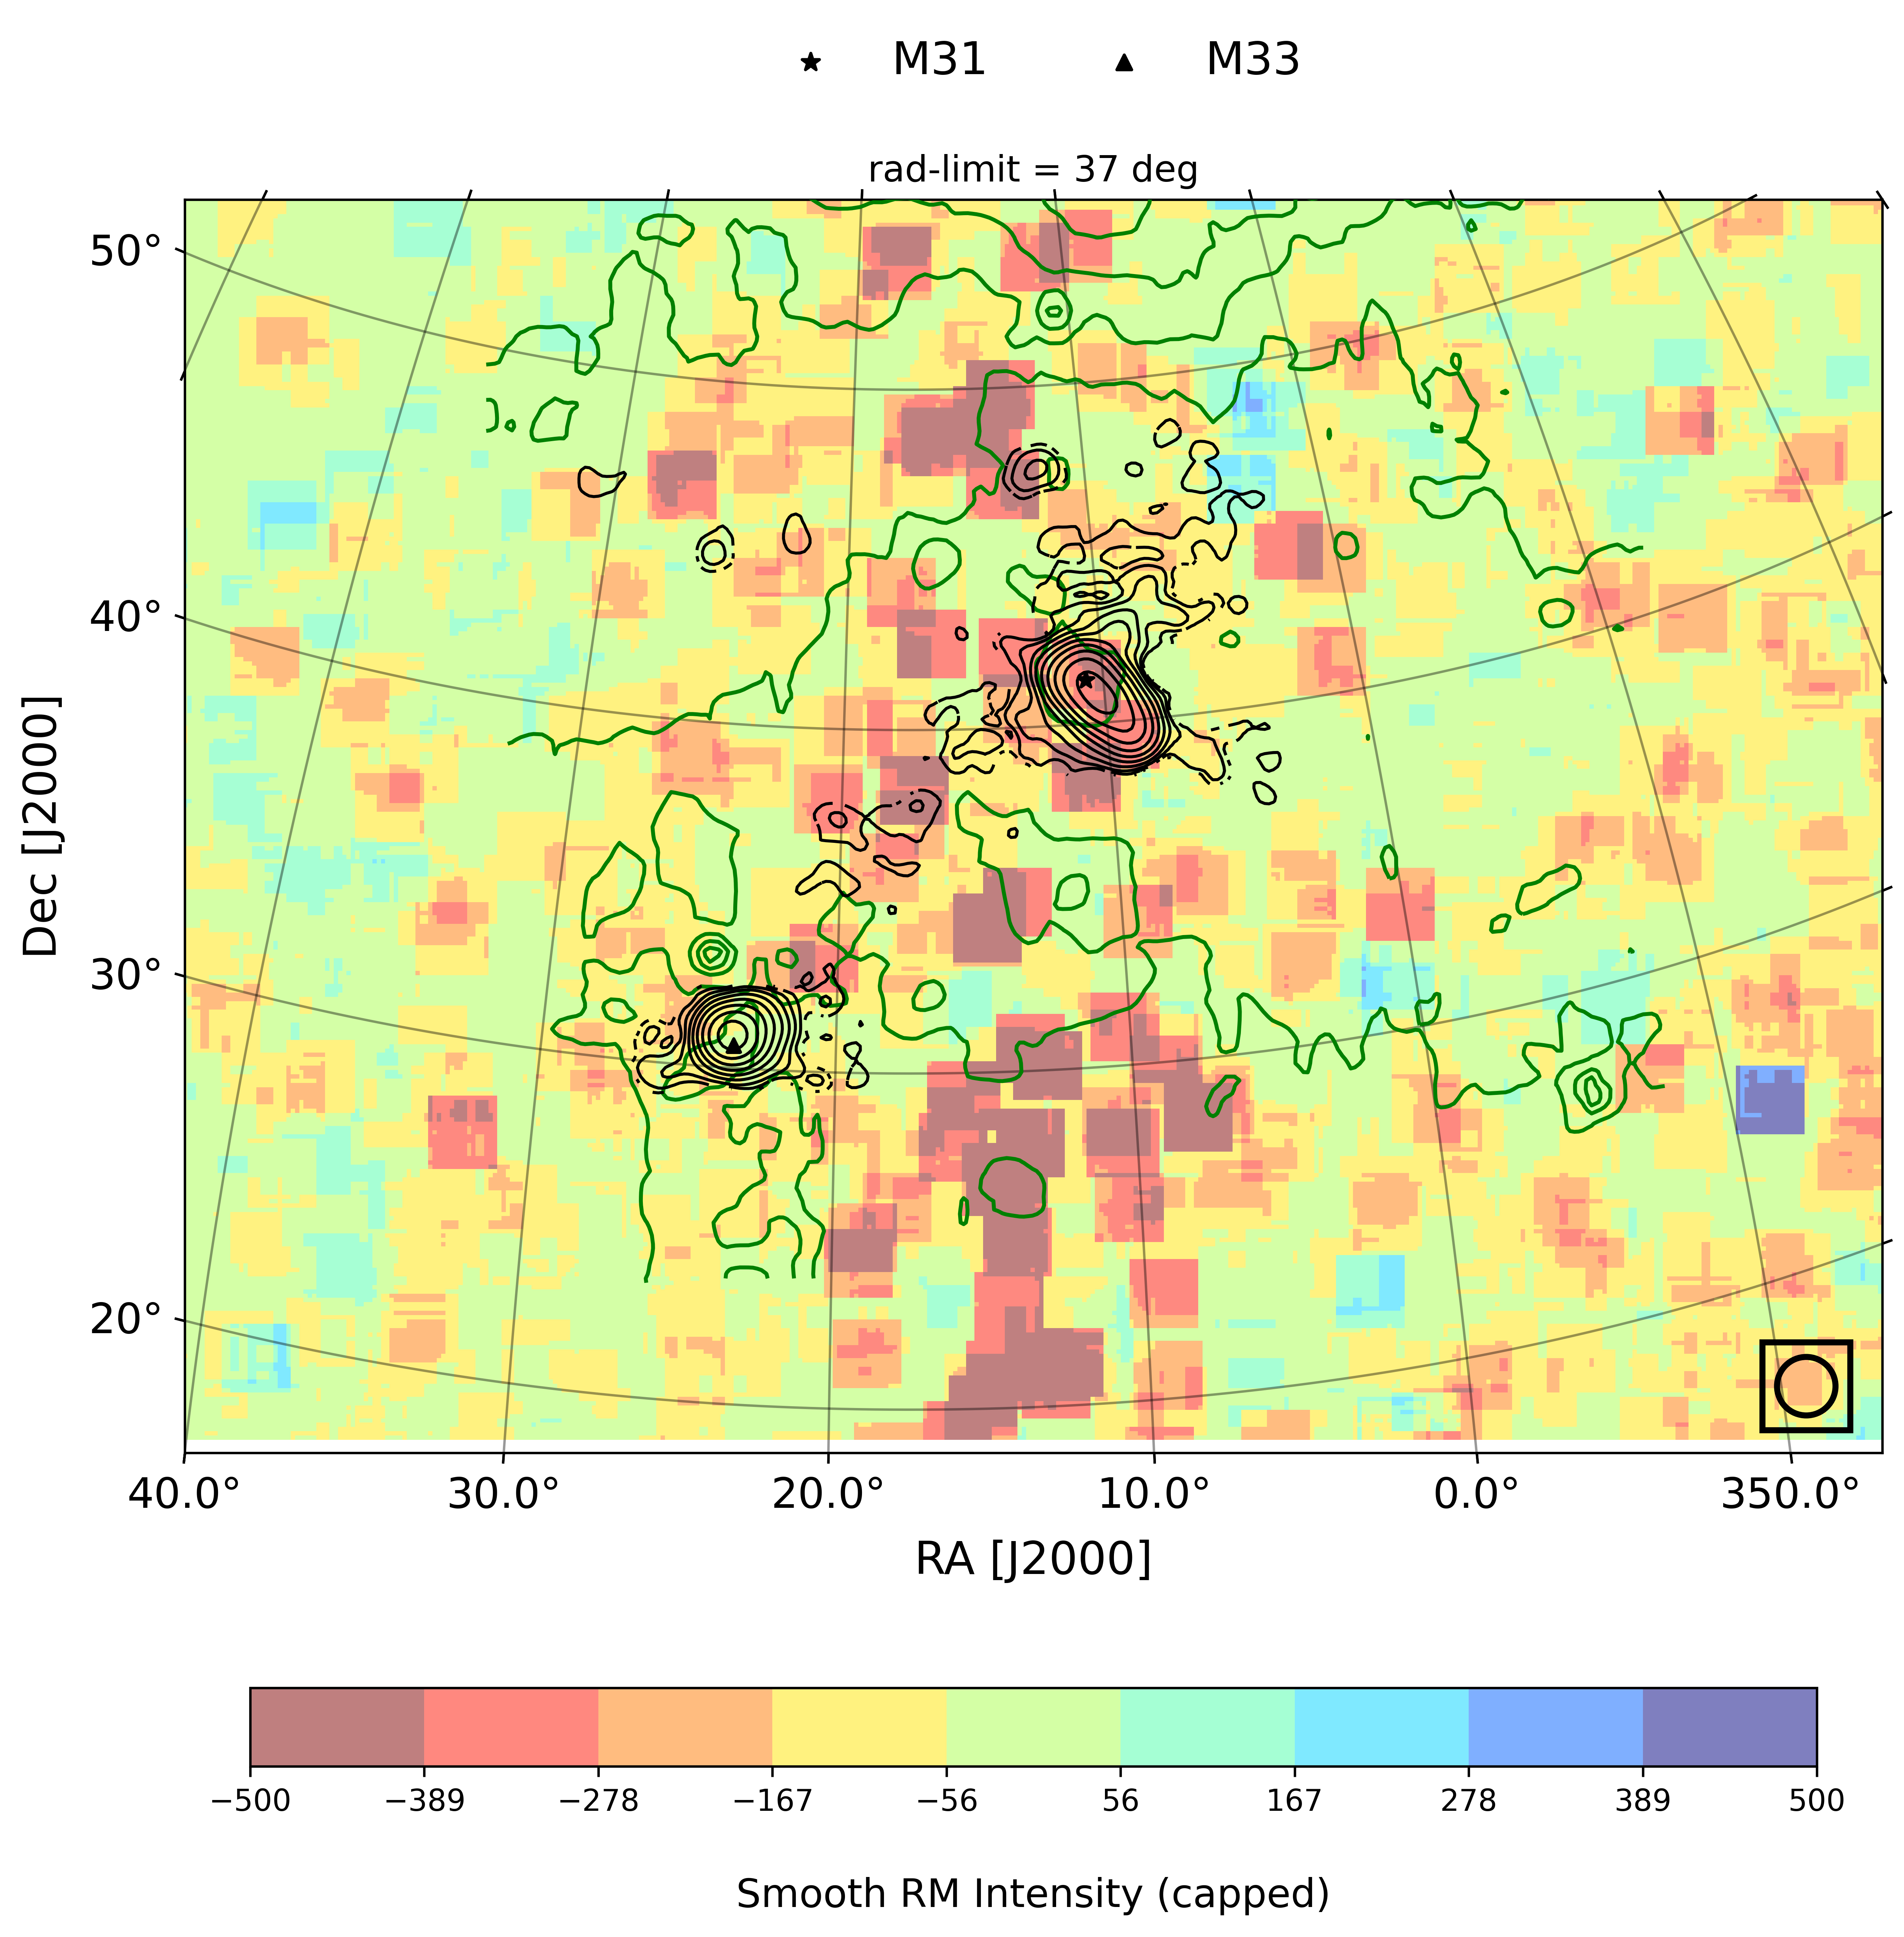 M31 M33
rad-limit = 37 deg
50°
40°
30°
20°
Dec [J2000]
40.0° 30.0° 20.0° 10.0° 0.0° 350.0°
RA [J2000]
−500 −389 −278 −167 −56 56 167 278 389 500
Smooth RM Intensity (capped)